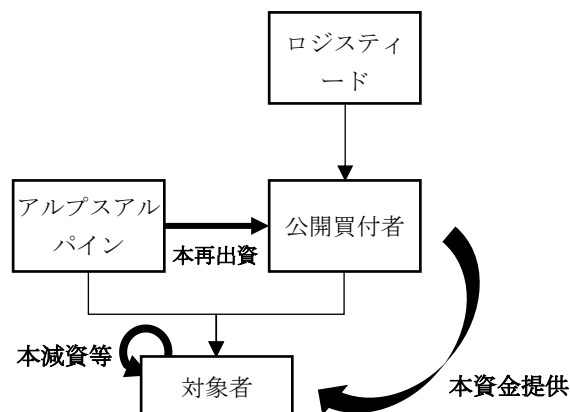 ロジスティ
ード
アルプスアル
パイン
本再出資
公開買付者
本減資等
対象者
本資金提供